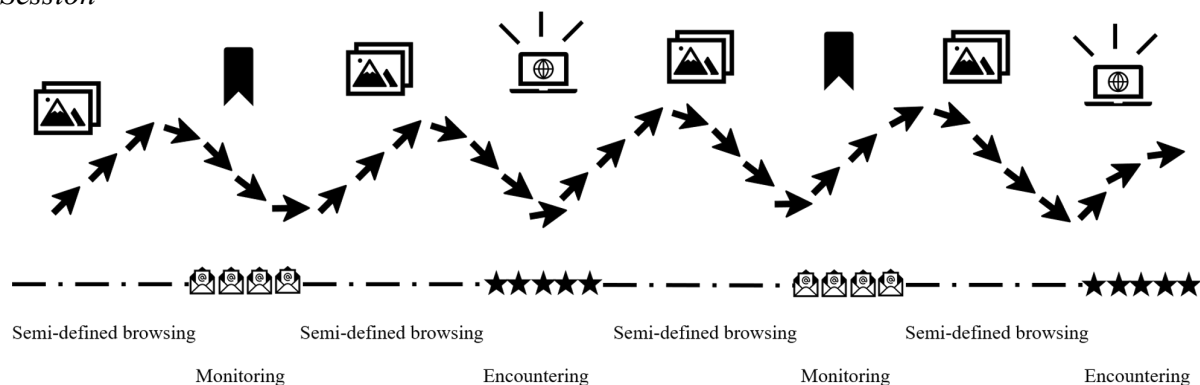 Session
Semi-defined browsing Semi-defined browsing Semi-defined browsing Semi-defined browsing
Monitoring Encountering Monitoring Encountering